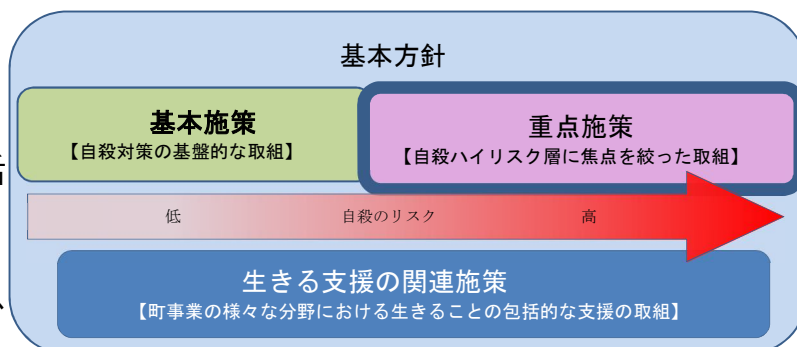 基本方針
基本施策
【自殺対策の基盤的な取組】
重点施策
【自殺ハイリスク層に焦点を絞った取組】
低 自殺のリスク 高
生きる支援の関連施策
【町事業の様々な分野における生きることの包括的な支援の取組】